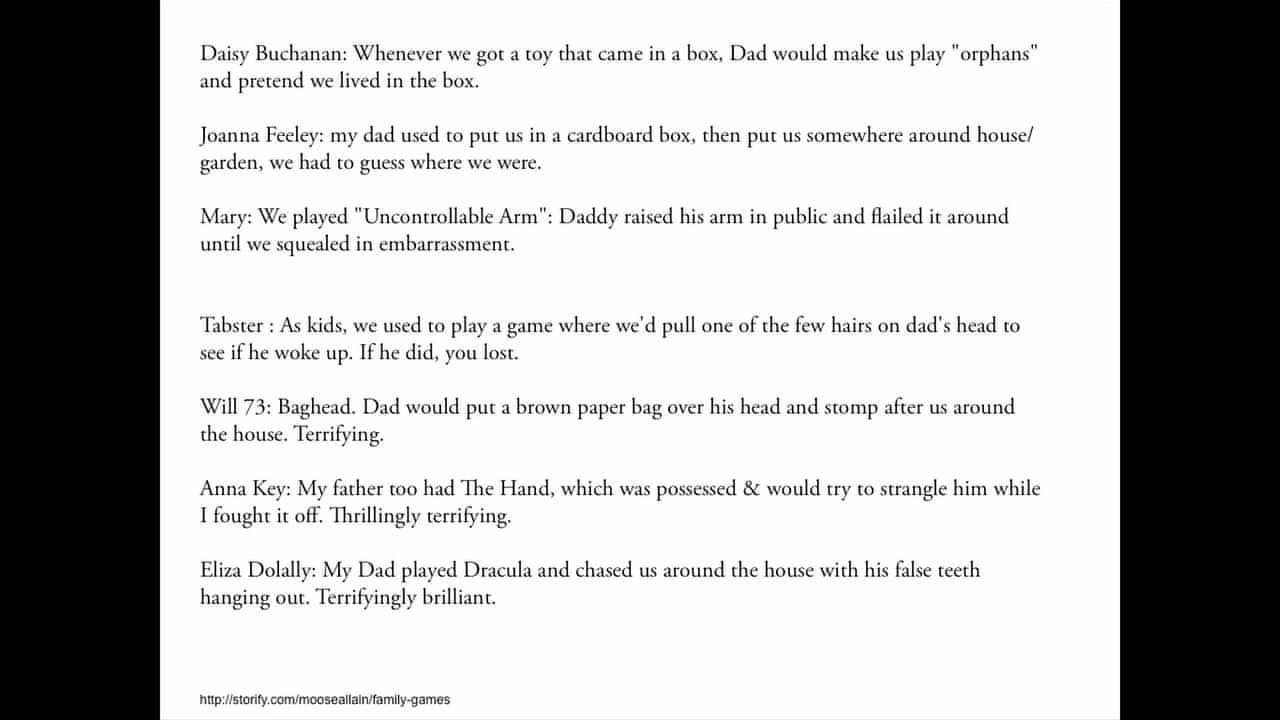 Daisy Buchanan: Whenever we got a toy that came in a box, Dad would make us play "orphans"
and pretend we lived in the box.
Joanna Feeley: my dad used to put us in a cardboard box, then put us somewhere around house/
garden, we had to guess where we were.
Mary: We played "Uncontrollable Arm": Daddy raised his arm in public and flailed it around
until we squealed in embarrassment.
Tabster : As kids, we used to play a game where we'd pull one of the few hairs on dad's head to
see if he woke up. If he did, you lost.
Will 73: Baghead. Dad would put a brown paper bag over his head and stomp after us around
the house. Terrifying.
Anna Key: My father too had The Hand, which was possessed & would try to strangle him while
I fought it off. Thrillingly terrifying.
Eliza Dolally: My Dad played Dracula and chased us around the house with his false teeth
hanging out. Terrifyingly brilliant.
http://storify.com/mooseallain/family-games